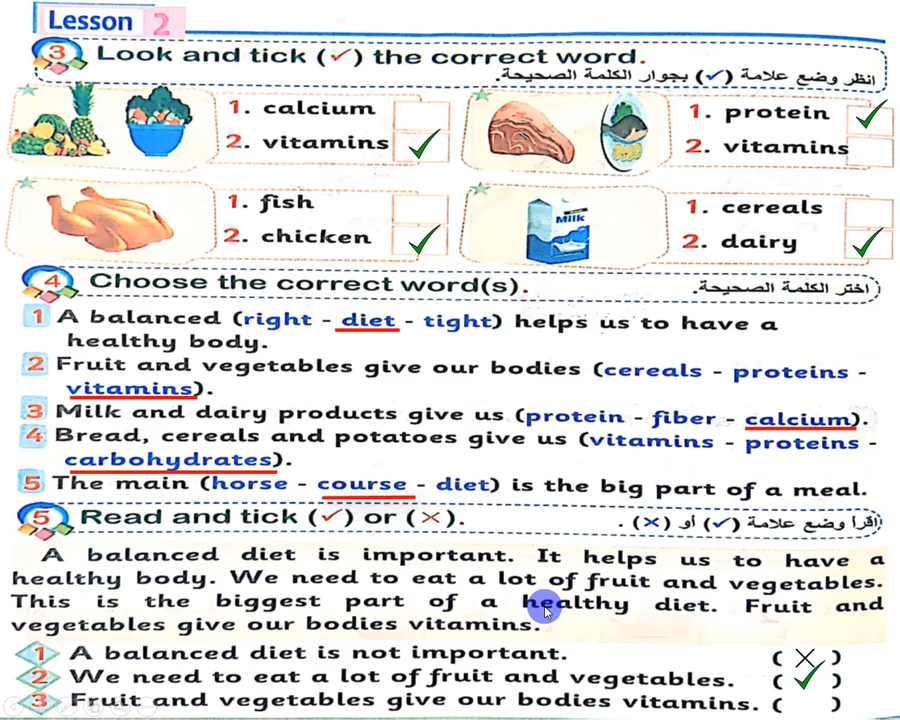 Lesson 2
3 Look and tick (✓) the correct word.
انظر وضع علامة (✓) بجوار الكلمة الصحيحة.
1. calcium
2. vitamins ✓
1. protein ✓
2. vitamins
1. fish
2. chicken ✓
Milk
1. cereals
2. dairy ✓
4 Choose the correct word(s).
اختر الكلمة الصحيحة.
1 A balanced (right - diet - tight) helps us to have a
healthy body.
2 Fruit and vegetables give our bodies (cereals - proteins -
vitamins).
3 Milk and dairy products give us (protein - fiber - calcium).
4 Bread, cereals and potatoes give us (vitamins - proteins -
carbohydrates).
5 The main (horse - course - diet) is the big part of a meal.
5 Read and tick (✓) or (×).
إقرأ وضع علامة (✓) أو (×) .
A balanced diet is important. It helps us to have a
healthy body. We need to eat a lot of fruit and vegetables.
This is the biggest part of a healthy diet. Fruit and
vegetables give our bodies vitamins.
1 A balanced diet is not important. (×)
2 We need to eat a lot of fruit and vegetables. (✓)
3 Fruit and vegetables give our bodies vitamins. ( )